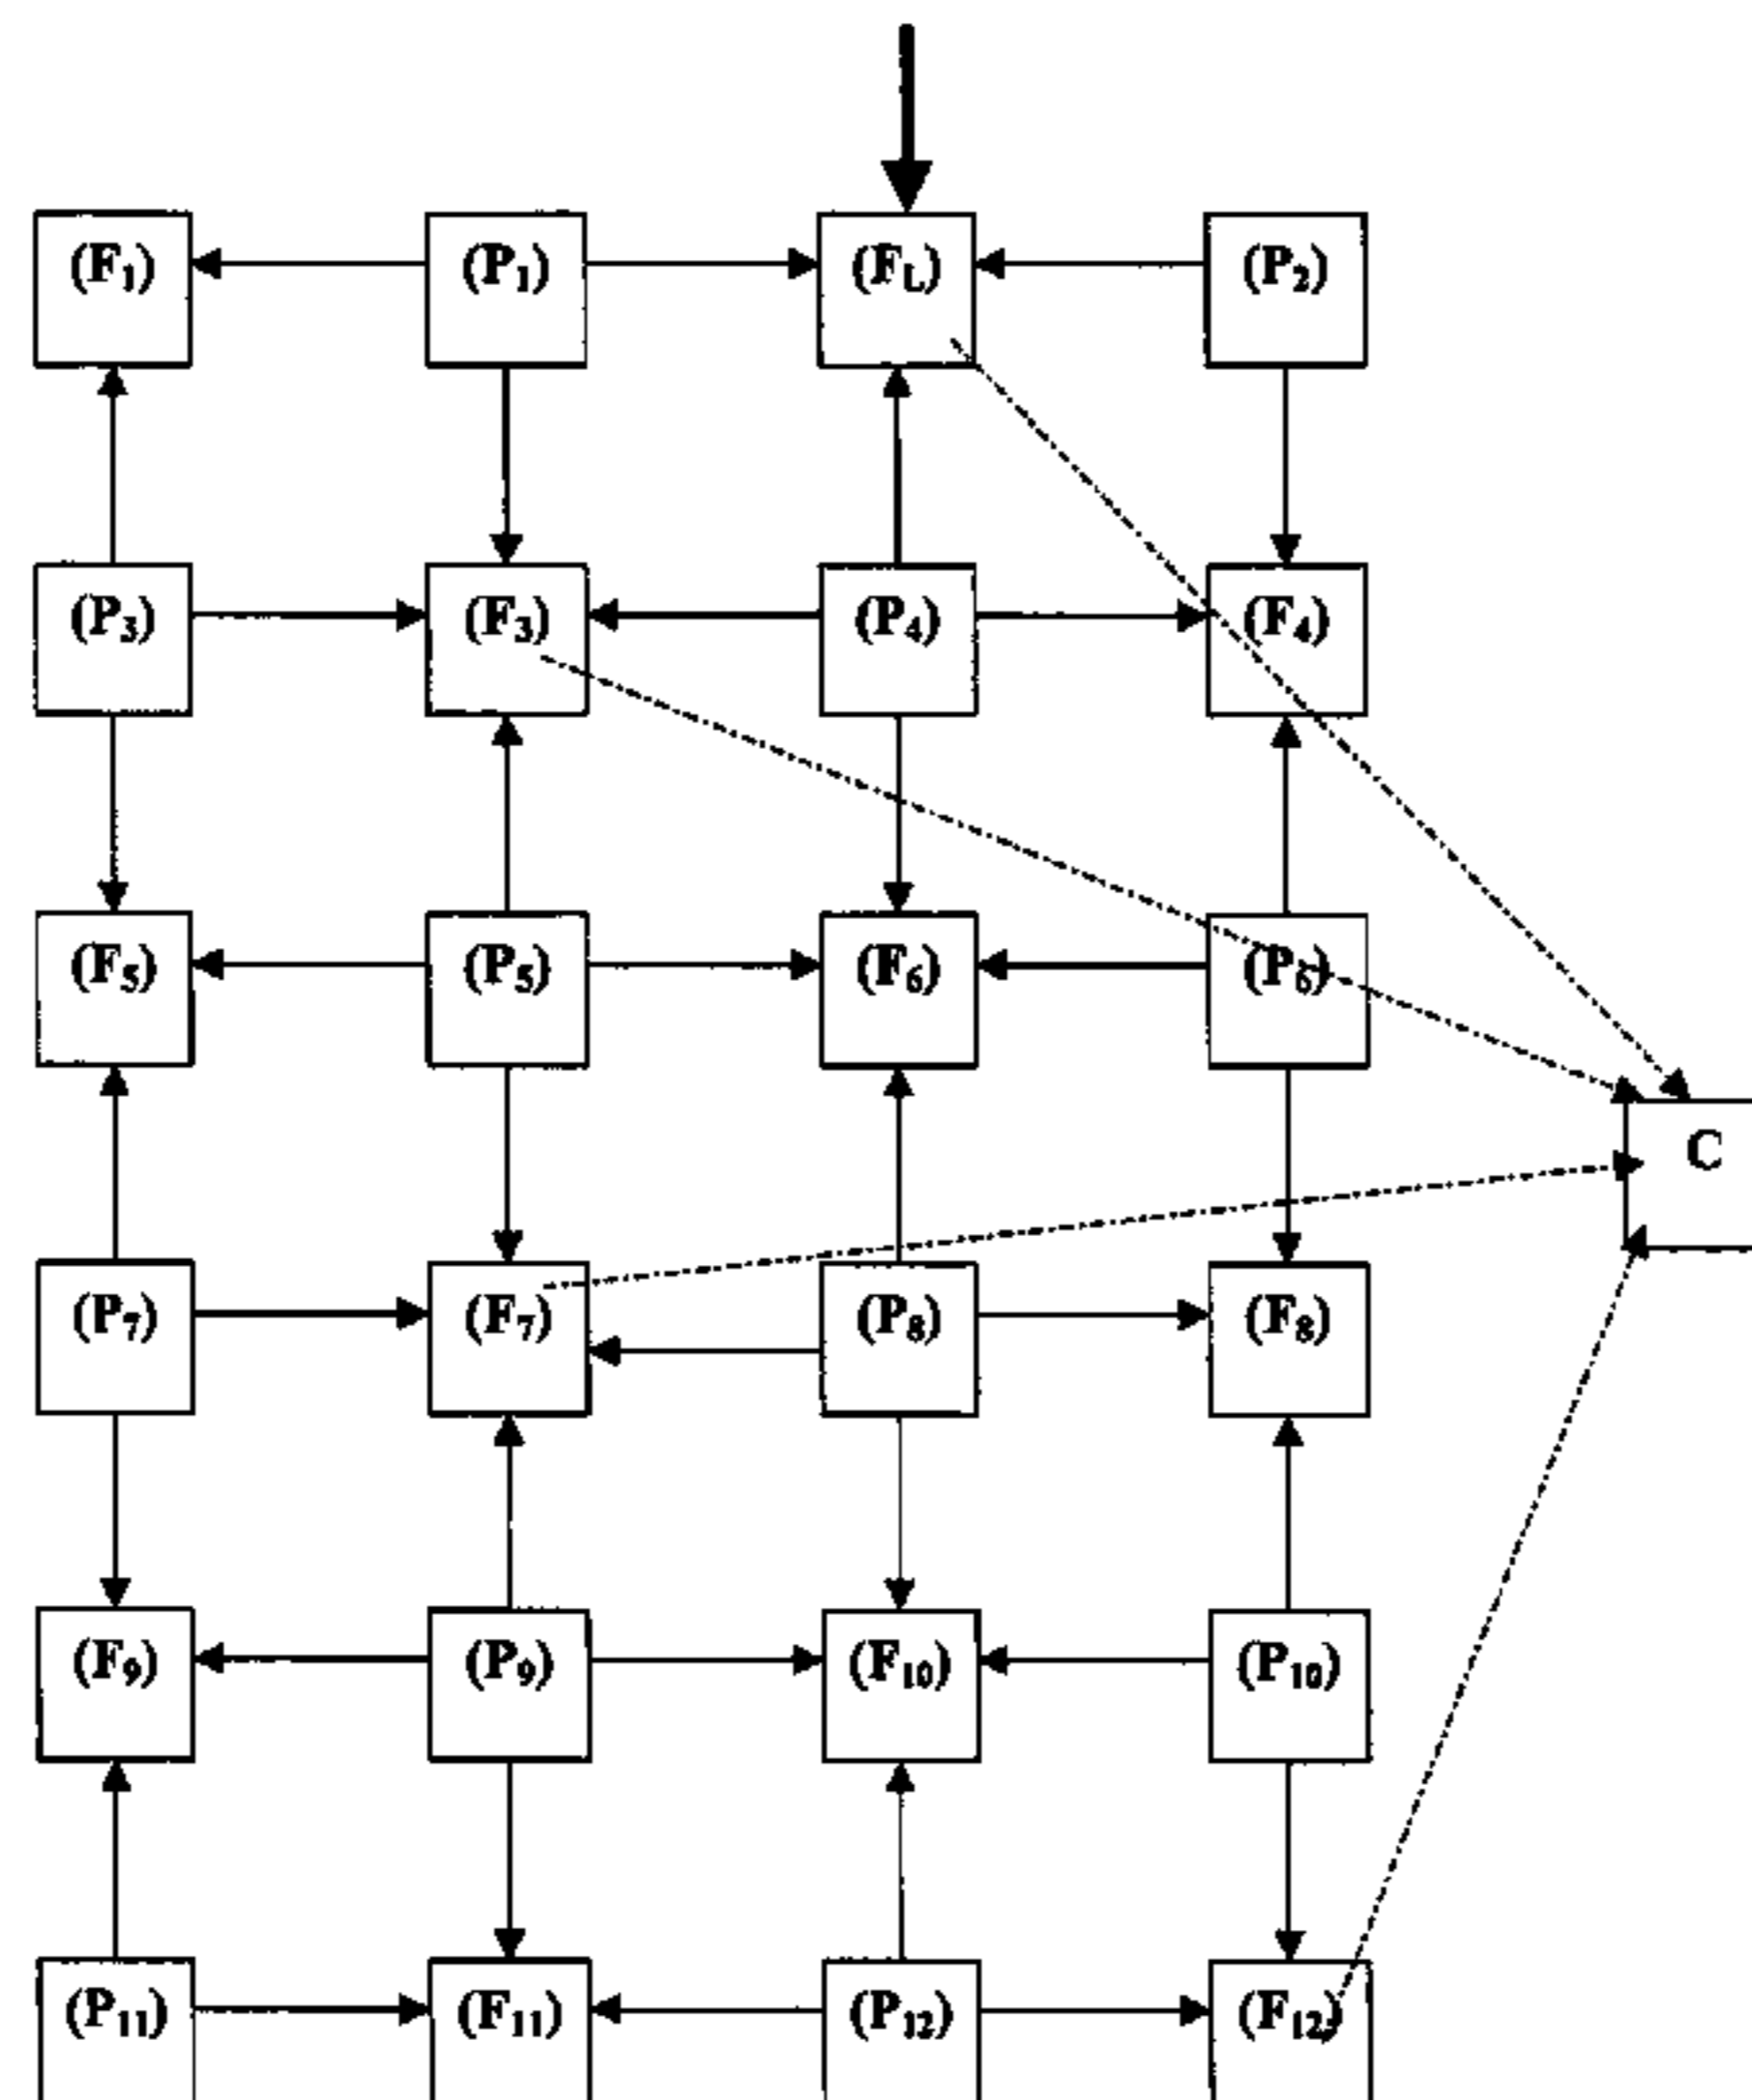 (F₁) (P₁) (F_L) (P₂)
(P₃) (F₃) (P₄) (F₄)
(F₅) (P₅) (F₆) (P₆)
C
(P₇) (F₇) (P₈) (F₈)
(F₉) (P₉) (F₁₀) (P₁₀)
(P₁₁) (F₁₁) (P₁₂) (F₁₂)